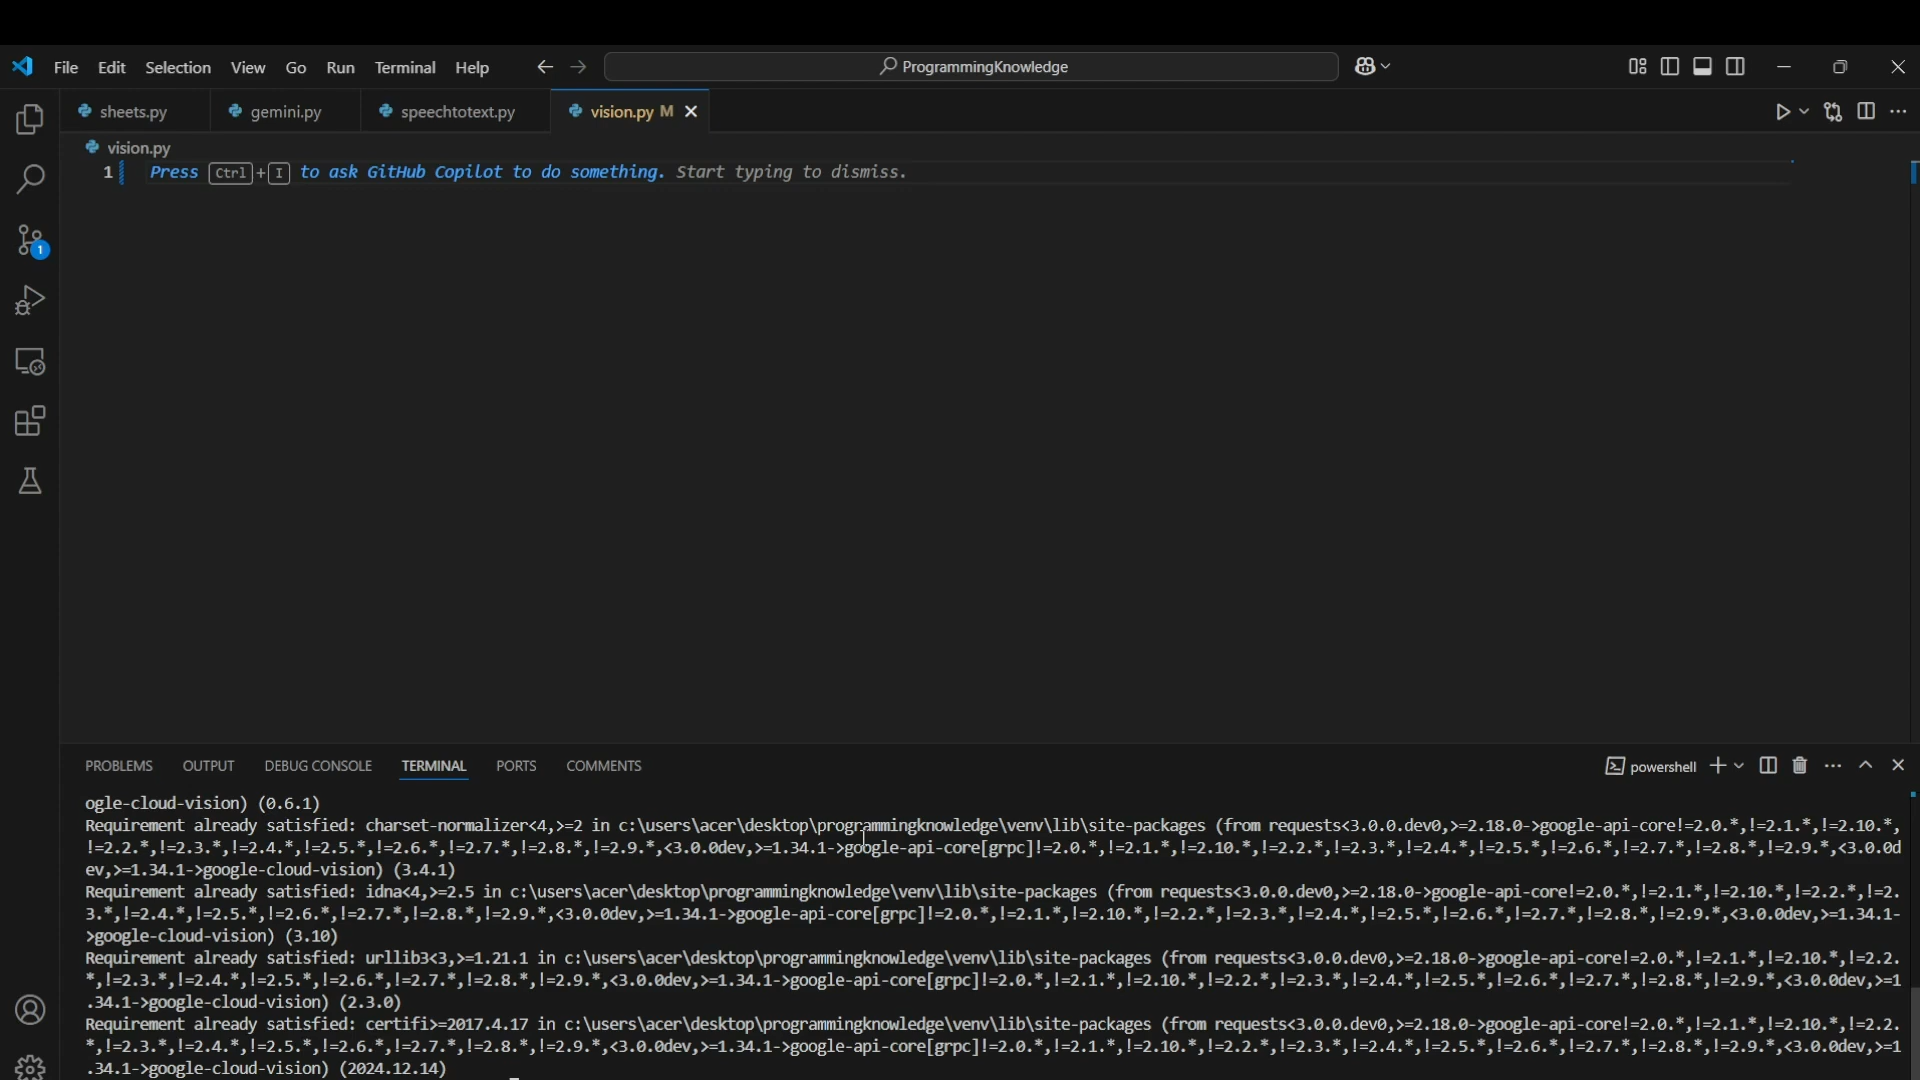 File Edit Selection View Go Run Terminal Help ProgrammingKnowledge
sheets.py gemini.py speechtotext.py vision.py M
vision.py
1 Press Ctrl+I to ask GitHub Copilot to do something. Start typing to dismiss.
1
PROBLEMS OUTPUT DEBUG CONSOLE TERMINAL PORTS COMMENTS powershell
ogle-cloud-vision) (0.6.1)
Requirement already satisfied: charset-normalizer<4,>=2 in c:\users\acer\desktop\programmingknowledge\venv\lib\site-packages (from requests<3.0.0.dev0,>=2.18.0->google-api-core!=2.0.*,!=2.1.*,!=2.10.*,
!=2.2.*,!=2.3.*,!=2.4.*,!=2.5.*,!=2.6.*,!=2.7.*,!=2.8.*,!=2.9.*,<3.0.0dev,>=1.34.1->google-api-core[grpc]!=2.0.*,!=2.1.*,!=2.10.*,!=2.2.*,!=2.3.*,!=2.4.*,!=2.5.*,!=2.6.*,!=2.7.*,!=2.8.*,!=2.9.*,<3.0.0d
ev,>=1.34.1->google-cloud-vision) (3.4.1)
Requirement already satisfied: idna<4,>=2.5 in c:\users\acer\desktop\programmingknowledge\venv\lib\site-packages (from requests<3.0.0.dev0,>=2.18.0->google-api-core!=2.0.*,!=2.1.*,!=2.10.*,!=2.2.*,!=2.
3.*,!=2.4.*,!=2.5.*,!=2.6.*,!=2.7.*,!=2.8.*,!=2.9.*,<3.0.0dev,>=1.34.1->google-api-core[grpc]!=2.0.*,!=2.1.*,!=2.10.*,!=2.2.*,!=2.3.*,!=2.4.*,!=2.5.*,!=2.6.*,!=2.7.*,!=2.8.*,!=2.9.*,<3.0.0dev,>=1.34.1-
>google-cloud-vision) (3.10)
Requirement already satisfied: urllib3<3,>=1.21.1 in c:\users\acer\desktop\programmingknowledge\venv\lib\site-packages (from requests<3.0.0.dev0,>=2.18.0->google-api-core!=2.0.*,!=2.1.*,!=2.10.*,!=2.2.
*,!=2.3.*,!=2.4.*,!=2.5.*,!=2.6.*,!=2.7.*,!=2.8.*,!=2.9.*,<3.0.0dev,>=1.34.1->google-api-core[grpc]!=2.0.*,!=2.1.*,!=2.10.*,!=2.2.*,!=2.3.*,!=2.4.*,!=2.5.*,!=2.6.*,!=2.7.*,!=2.8.*,!=2.9.*,<3.0.0dev,>=1
.34.1->google-cloud-vision) (2.3.0)
Requirement already satisfied: certifi>=2017.4.17 in c:\users\acer\desktop\programmingknowledge\venv\lib\site-packages (from requests<3.0.0.dev0,>=2.18.0->google-api-core!=2.0.*,!=2.1.*,!=2.10.*,!=2.2.
*,!=2.3.*,!=2.4.*,!=2.5.*,!=2.6.*,!=2.7.*,!=2.8.*,!=2.9.*,<3.0.0dev,>=1.34.1->google-api-core[grpc]!=2.0.*,!=2.1.*,!=2.10.*,!=2.2.*,!=2.3.*,!=2.4.*,!=2.5.*,!=2.6.*,!=2.7.*,!=2.8.*,!=2.9.*,<3.0.0dev,>=1
.34.1->google-cloud-vision) (2024.12.14)